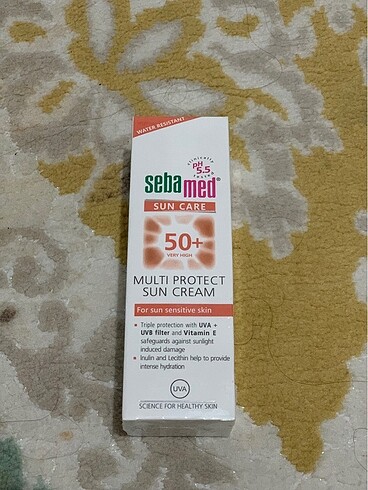 WATER RESISTANT
clinically
pH
5.5
tested
sebamed®
SUN CARE
50+
VERY HIGH
MULTI PROTECT
SUN CREAM
For sun sensitive skin
• Triple protection with UVA +
UVB filter and Vitamin E
safeguards against sunlight
induced damage
• Inulin and Lecithin help to provide
intense hydration
UVA
SCIENCE FOR HEALTHY SKIN